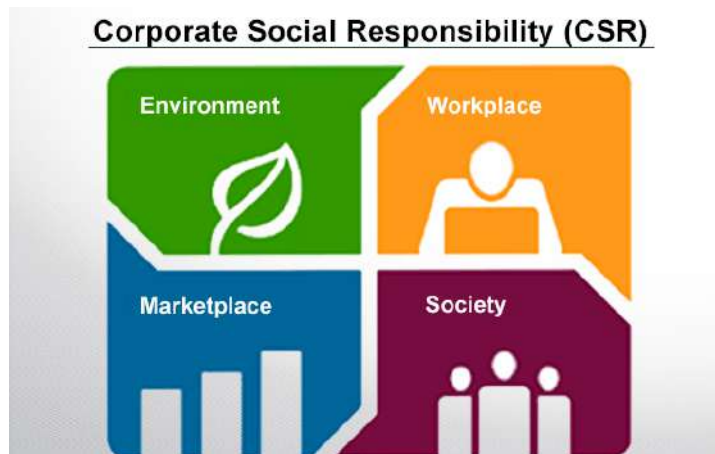 Corporate Social Responsibility (CSR)
Environment
Workplace
Marketplace
Society